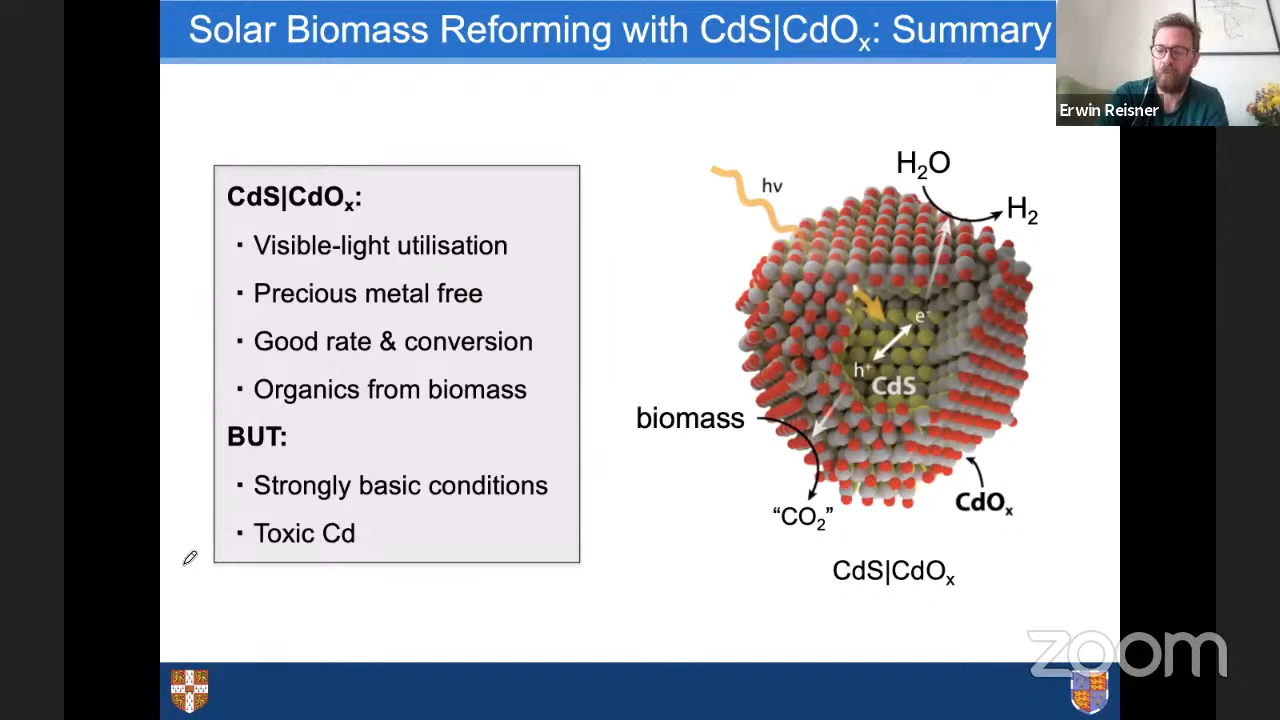 Solar Biomass Reforming with CdS|CdOₓ: Summary
Erwin Reisner
CdS|CdOₓ:
· Visible-light utilisation
· Precious metal free
· Good rate & conversion
· Organics from biomass
BUT:
· Strongly basic conditions
· Toxic Cd
hν
H₂O
H₂
e⁻
h⁺
CdS
biomass
"CO₂"
CdOₓ
CdS|CdOₓ
zoom